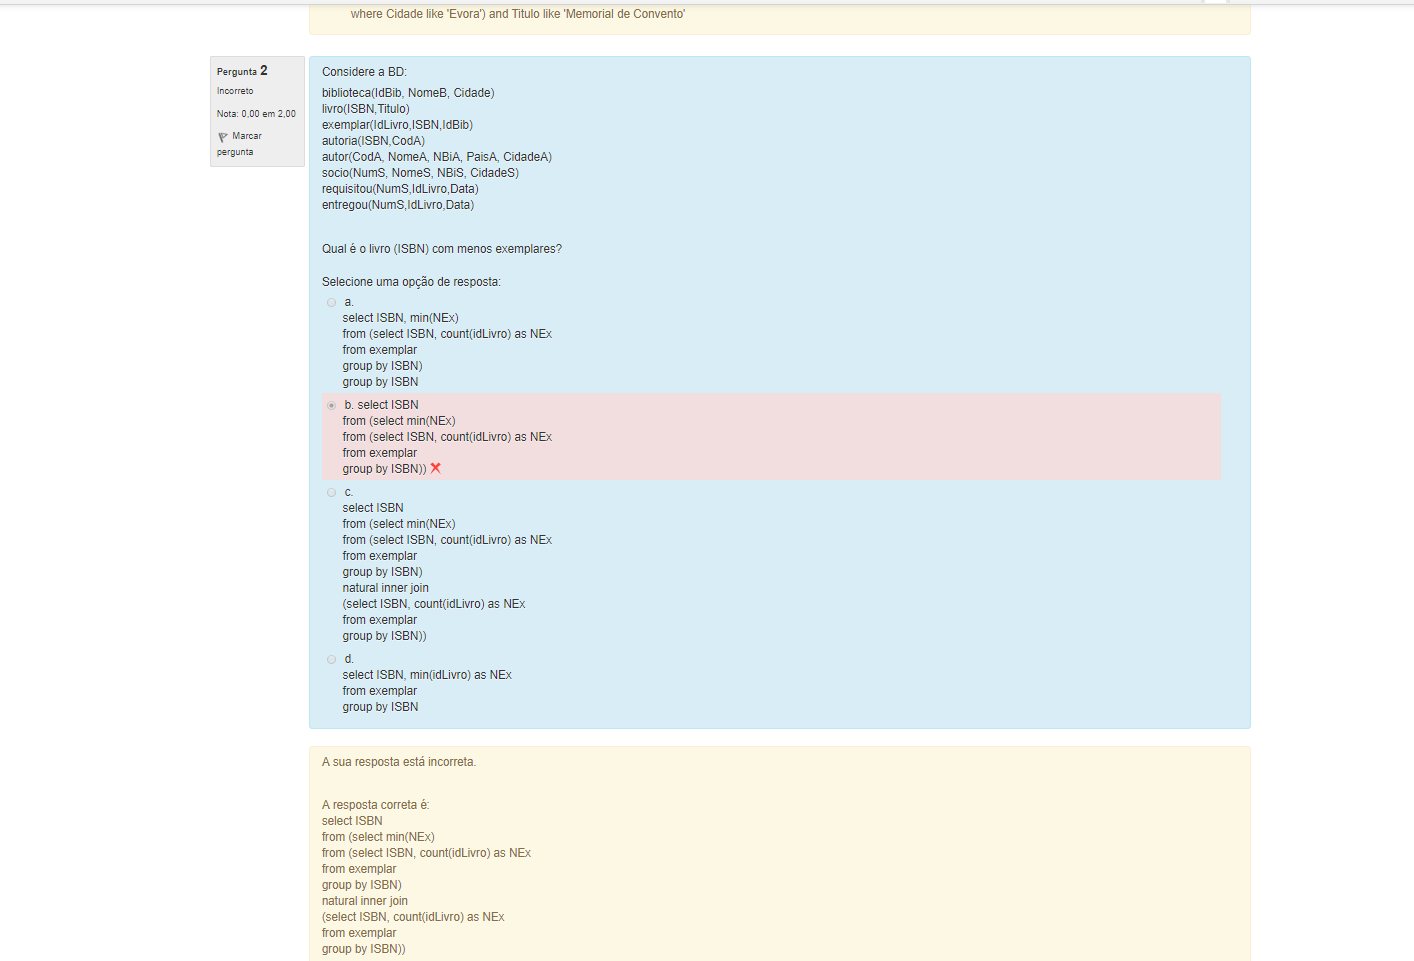 where Cidade like 'Evora') and Titulo like 'Memorial de Convento'
Pergunta 2
Incorreto
Nota: 0,00 em 2,00
Marcar
pergunta
Considere a BD:
biblioteca(IdBib, NomeB, Cidade)
livro(ISBN,Titulo)
exemplar(IdLivro,ISBN,IdBib)
autoria(ISBN,CodA)
autor(CodA, NomeA, NBiA, PaisA, CidadeA)
socio(NumS, NomeS, NBiS, CidadeS)
requisitou(NumS,IdLivro,Data)
entregou(NumS,IdLivro,Data)
Qual é o livro (ISBN) com menos exemplares?
Selecione uma opção de resposta:
a.
select ISBN, min(NEx)
from (select ISBN, count(idLivro) as NEx
from exemplar
group by ISBN)
group by ISBN
b. select ISBN
from (select min(NEx)
from (select ISBN, count(idLivro) as NEx
from exemplar
group by ISBN))
c.
select ISBN
from (select min(NEx)
from (select ISBN, count(idLivro) as NEx
from exemplar
group by ISBN)
natural inner join
(select ISBN, count(idLivro) as NEx
from exemplar
group by ISBN))
d.
select ISBN, min(idLivro) as NEx
from exemplar
group by ISBN
A sua resposta está incorreta.
A resposta correta é:
select ISBN
from (select min(NEx)
from (select ISBN, count(idLivro) as NEx
from exemplar
group by ISBN)
natural inner join
(select ISBN, count(idLivro) as NEx
from exemplar
group by ISBN))